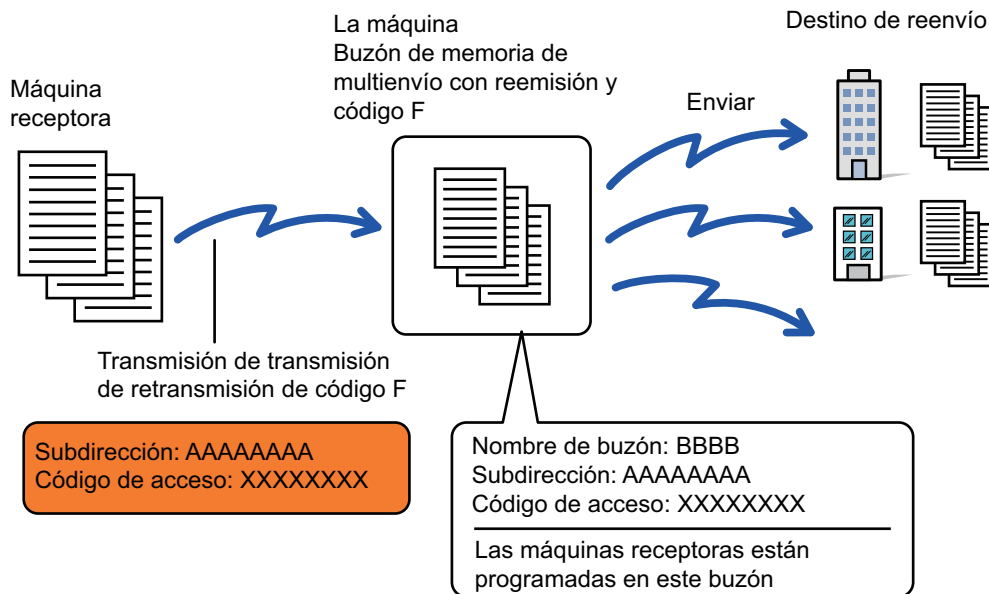 Máquina
receptora
La máquina
Buzón de memoria de
multienvío con reemisión y
código F
Enviar
Destino de reenvío
Transmisión de transmisión
de retransmisión de código F
Subdirección: AAAAAAAA
Código de acceso: XXXXXXXX
Nombre de buzón: BBBB
Subdirección: AAAAAAAA
Código de acceso: XXXXXXXX
Las máquinas receptoras están
programadas en este buzón